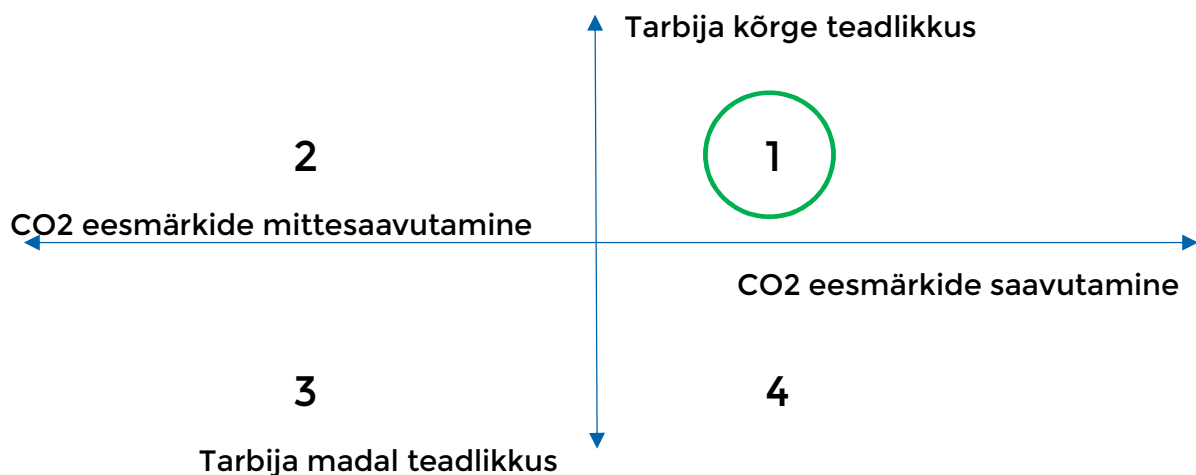 Tarbija kõrge teadlikkus
2
1
CO2 eesmärkide mittesaavutamine
CO2 eesmärkide saavutamine
3
4
Tarbija madal teadlikkus